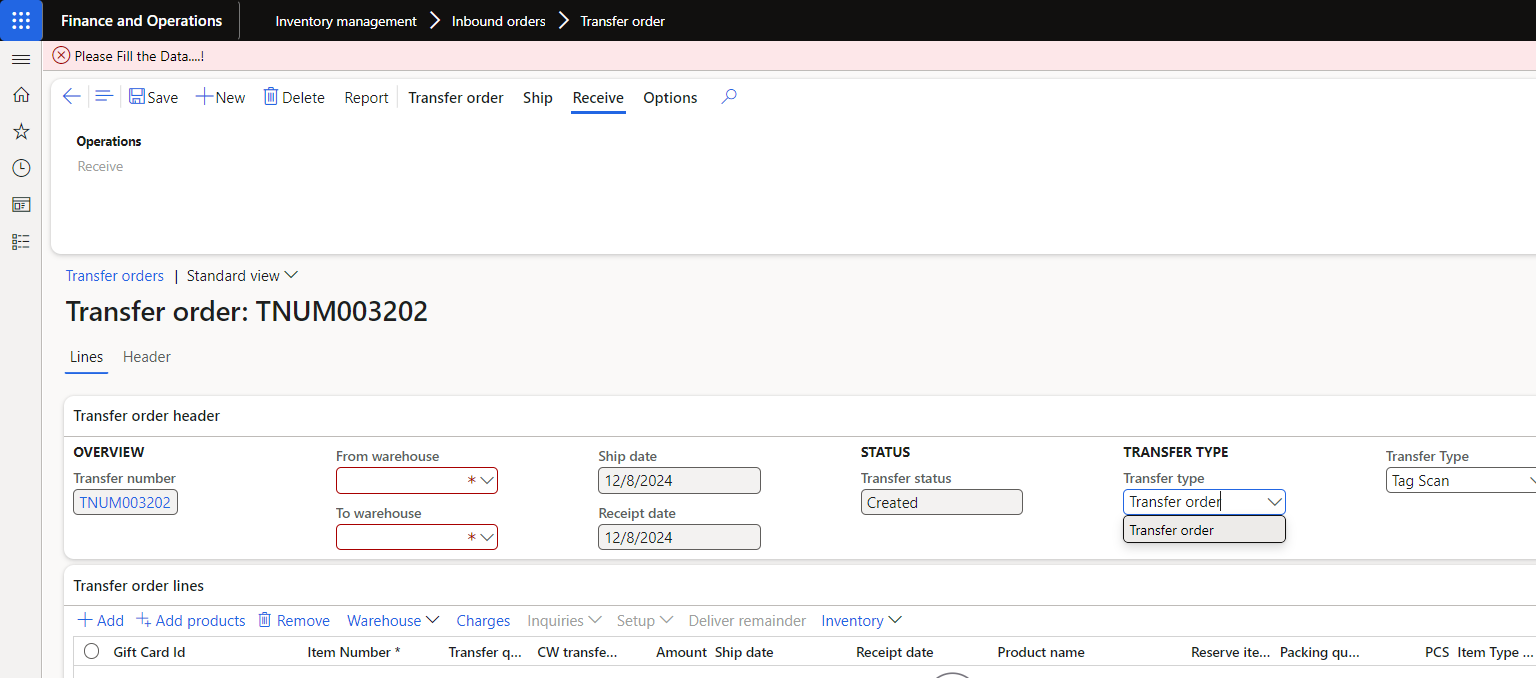 Finance and Operations Inventory management Inbound orders Transfer order
Please Fill the Data....!
Save New Delete Report Transfer order Ship Receive Options
Operations
Receive
Transfer orders | Standard view
Transfer order: TNUM003202
Lines Header
Transfer order header
OVERVIEW
Transfer number
TNUM003202
From warehouse
*
To warehouse
*
Ship date
12/8/2024
Receipt date
12/8/2024
STATUS
Transfer status
Created
TRANSFER TYPE
Transfer type
Transfer order
Transfer order
Transfer Type
Tag Scan
Transfer order lines
Add Add products Remove Warehouse Charges Inquiries Setup Deliver remainder Inventory
Gift Card Id Item Number * Transfer q... CW transfe... Amount Ship date Receipt date Product name Reserve ite... Packing qu... PCS Item Type ...